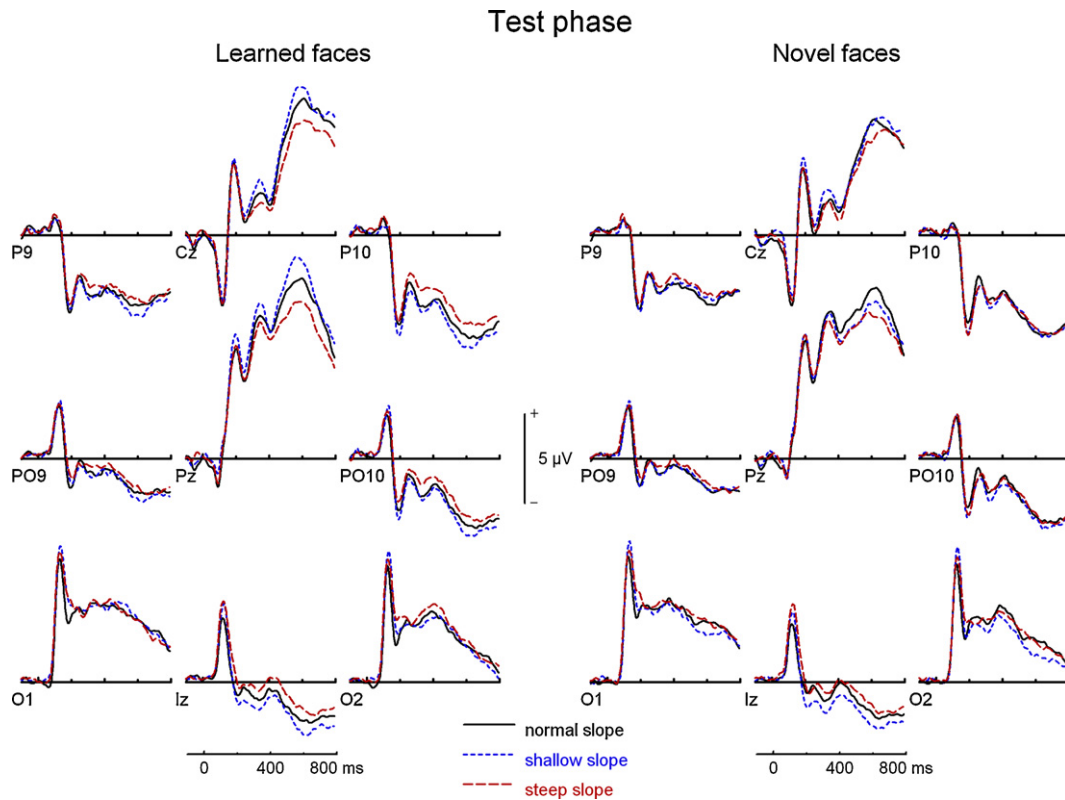 Test phase
Learned faces
Novel faces
P9
Cz
P10
P9
Cz
P10
+
5 µV
–
PO9
Pz
PO10
PO9
Pz
PO10
O1
Iz
O2
O1
Iz
O2
normal slope
shallow slope
steep slope
0 400 800 ms
0 400 800 ms